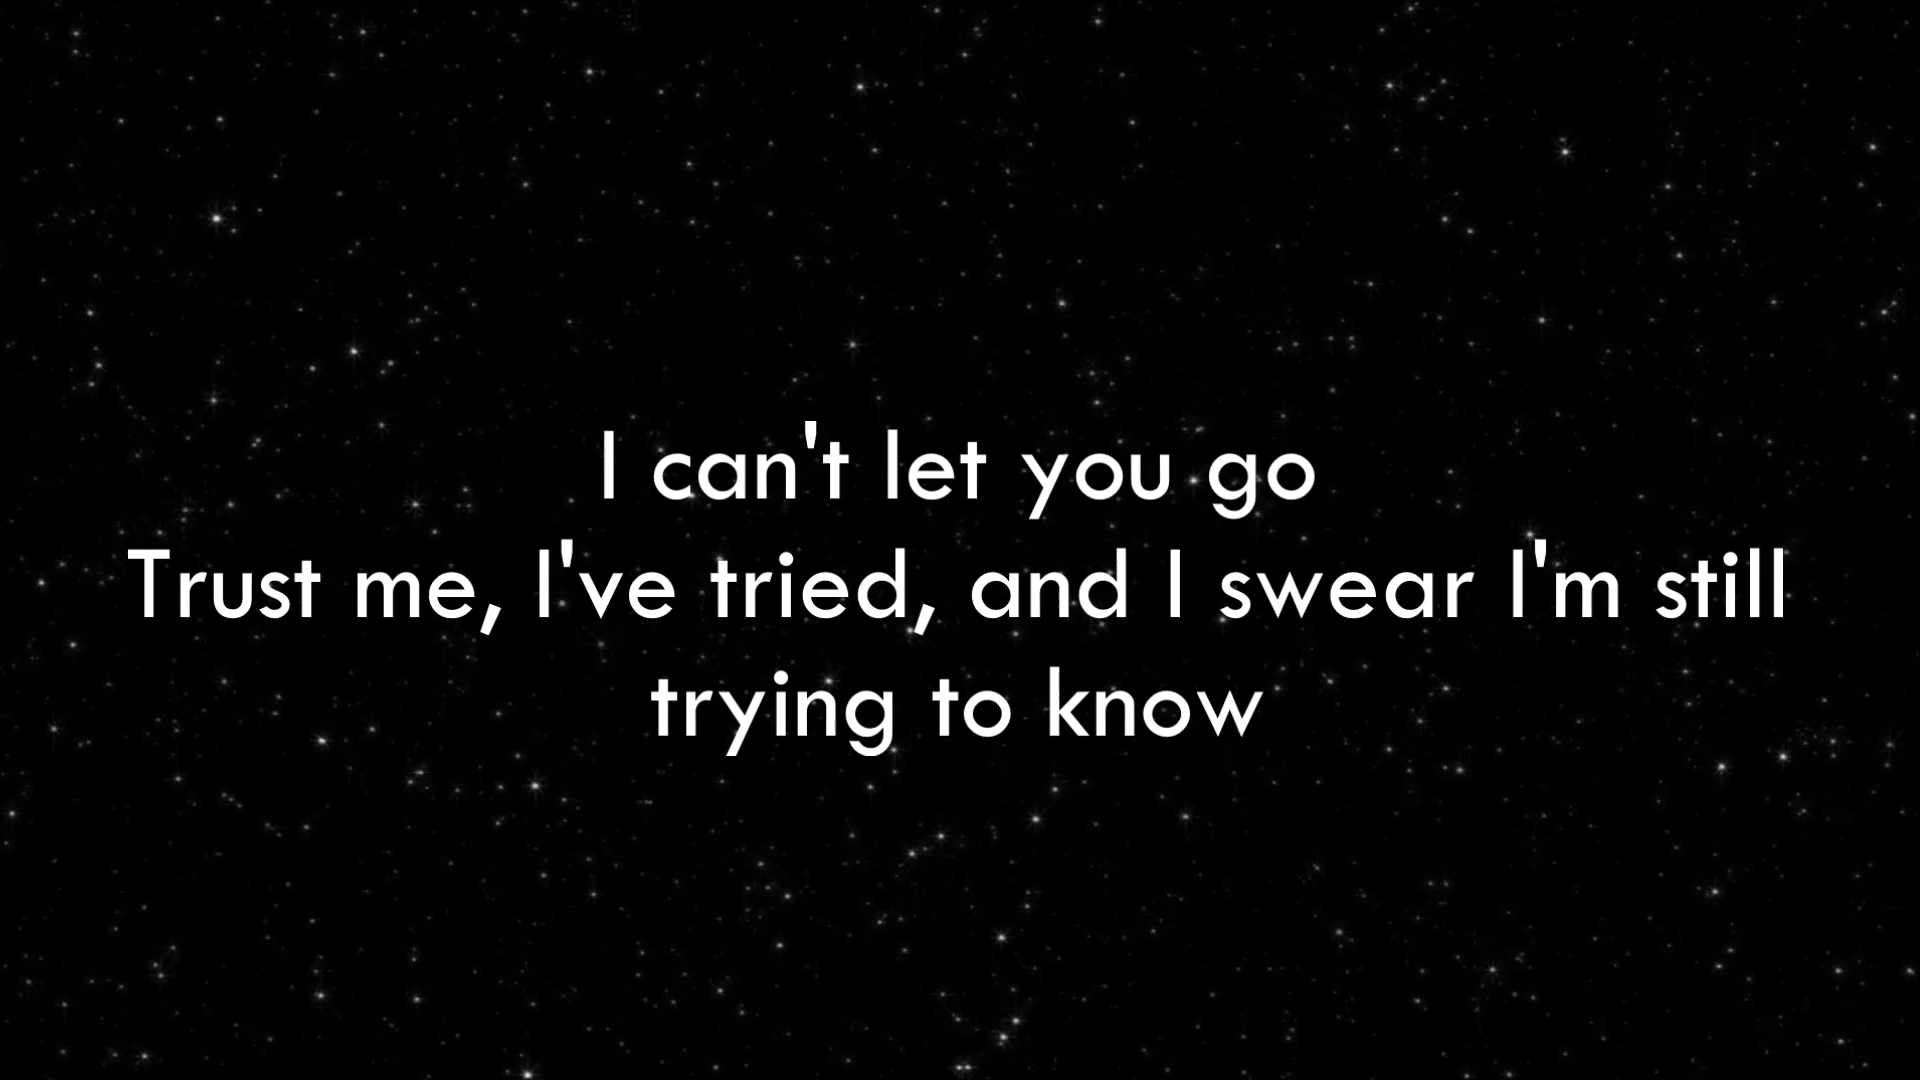 I can't let you go
Trust me, I've tried, and I swear I'm still
trying to know